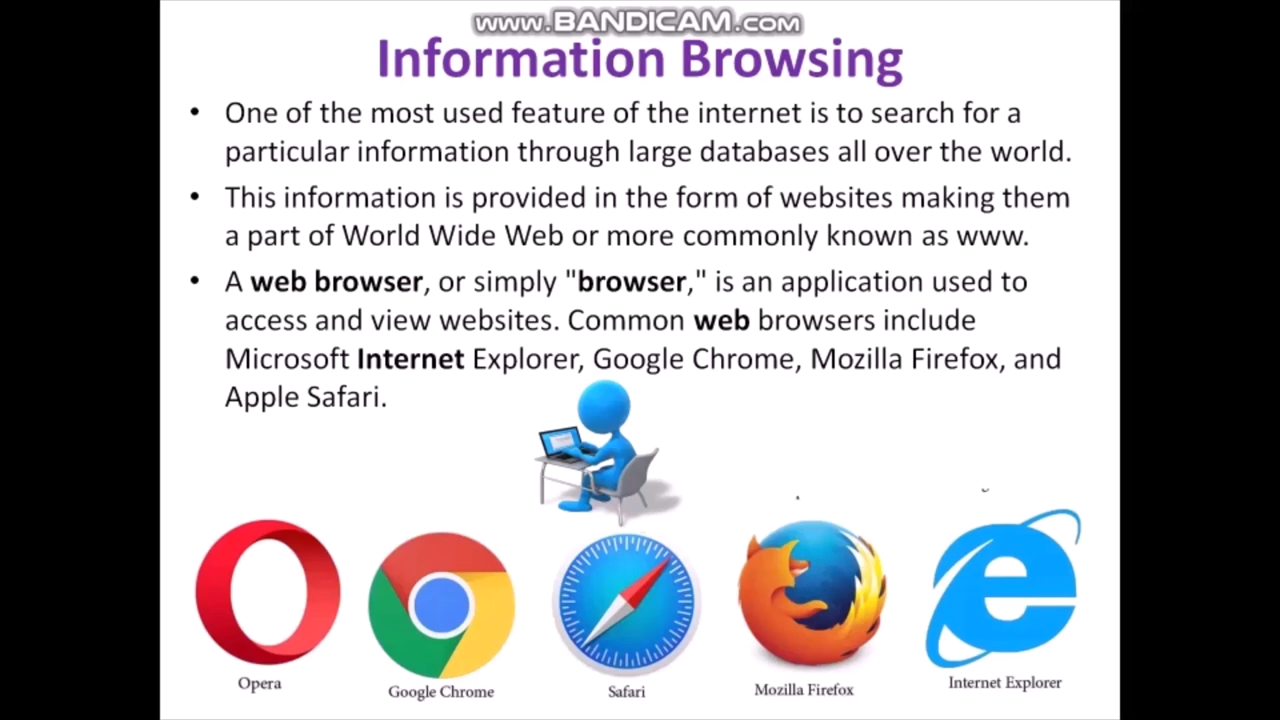 www.BANDICAM.com
Information Browsing
• One of the most used feature of the internet is to search for a
particular information through large databases all over the world.
• This information is provided in the form of websites making them
a part of World Wide Web or more commonly known as www.
• A web browser, or simply "browser," is an application used to
access and view websites. Common web browsers include
Microsoft Internet Explorer, Google Chrome, Mozilla Firefox, and
Apple Safari.
Opera
Google Chrome
Safari
Mozilla Firefox
Internet Explorer